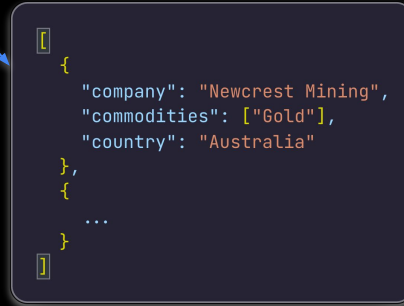 [
{
"company": "Newcrest Mining",
"commodities": ["Gold"],
"country": "Australia"
},
{
...
}
]